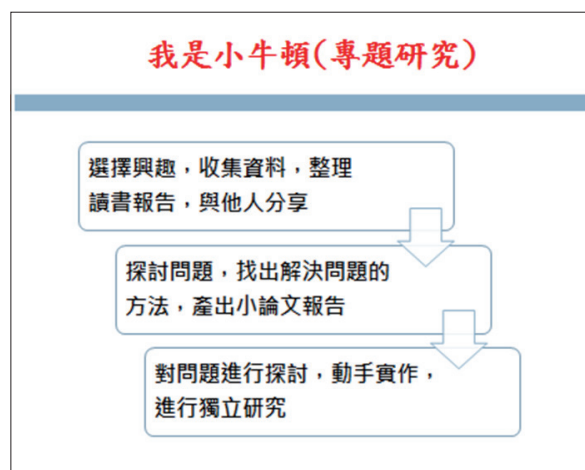 我是小牛頓(專題研究)
選擇興趣，收集資料，整理
讀書報告，與他人分享
探討問題，找出解決問題的
方法，產出小論文報告
對問題進行探討，動手實作，
進行獨立研究